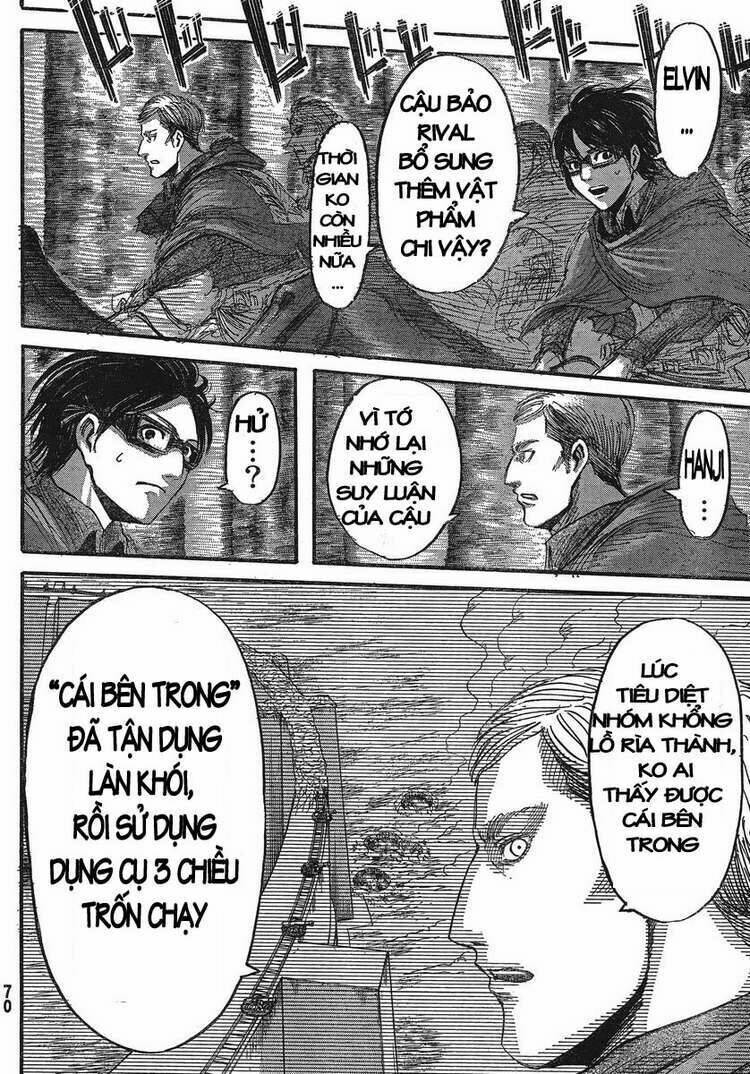 ELVIN
...
CẬU BẢO
RIVAL
BỔ SUNG
THÊM VẬT
PHẨM
CHI VẬY?
THỜI
GIAN
KO
CÒN
NHIỀU
NỮA
...
HANJI
...
VÌ TỚ
NHỚ LẠI
NHỮNG
SUY LUẬN
CỦA CẬU
HỬ
...
?
LÚC
TIÊU DIỆT
NHÓM KHỔNG
LỒ RÌA THÀNH,
KO AI
THẤY ĐƯỢC
CÁI BÊN
TRONG
"CÁI BÊN TRONG"
ĐÃ TẬN DỤNG
LÀN KHÓI,
RỒI SỬ DỤNG
DỤNG CỤ 3 CHIỀU
TRỐN CHẠY
70